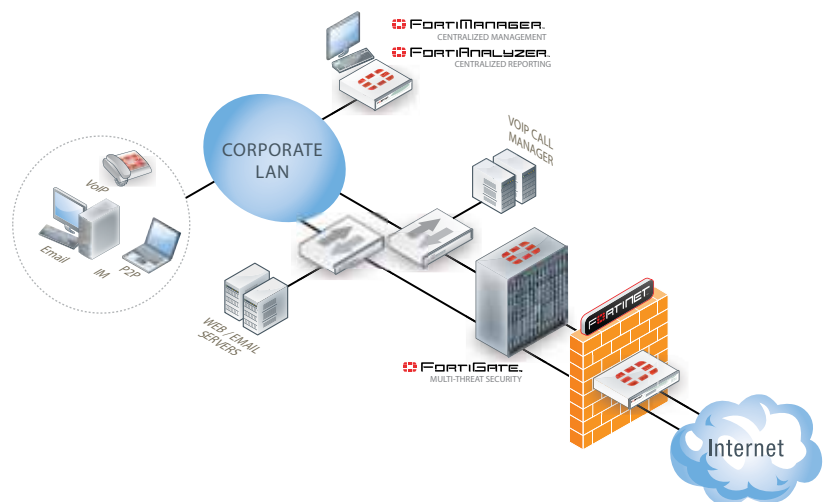 FORTIMANAGER
CENTRALIZED MANAGEMENT
FORTIANALYZER
CENTRALIZED REPORTING
VOIP CALL
MANAGER
CORPORATE
LAN
VoIP
Email
IM
P2P
WEB / EMAIL
SERVERS
FORTINET
FORTIGATE
MULTI-THREAT SECURITY
Internet